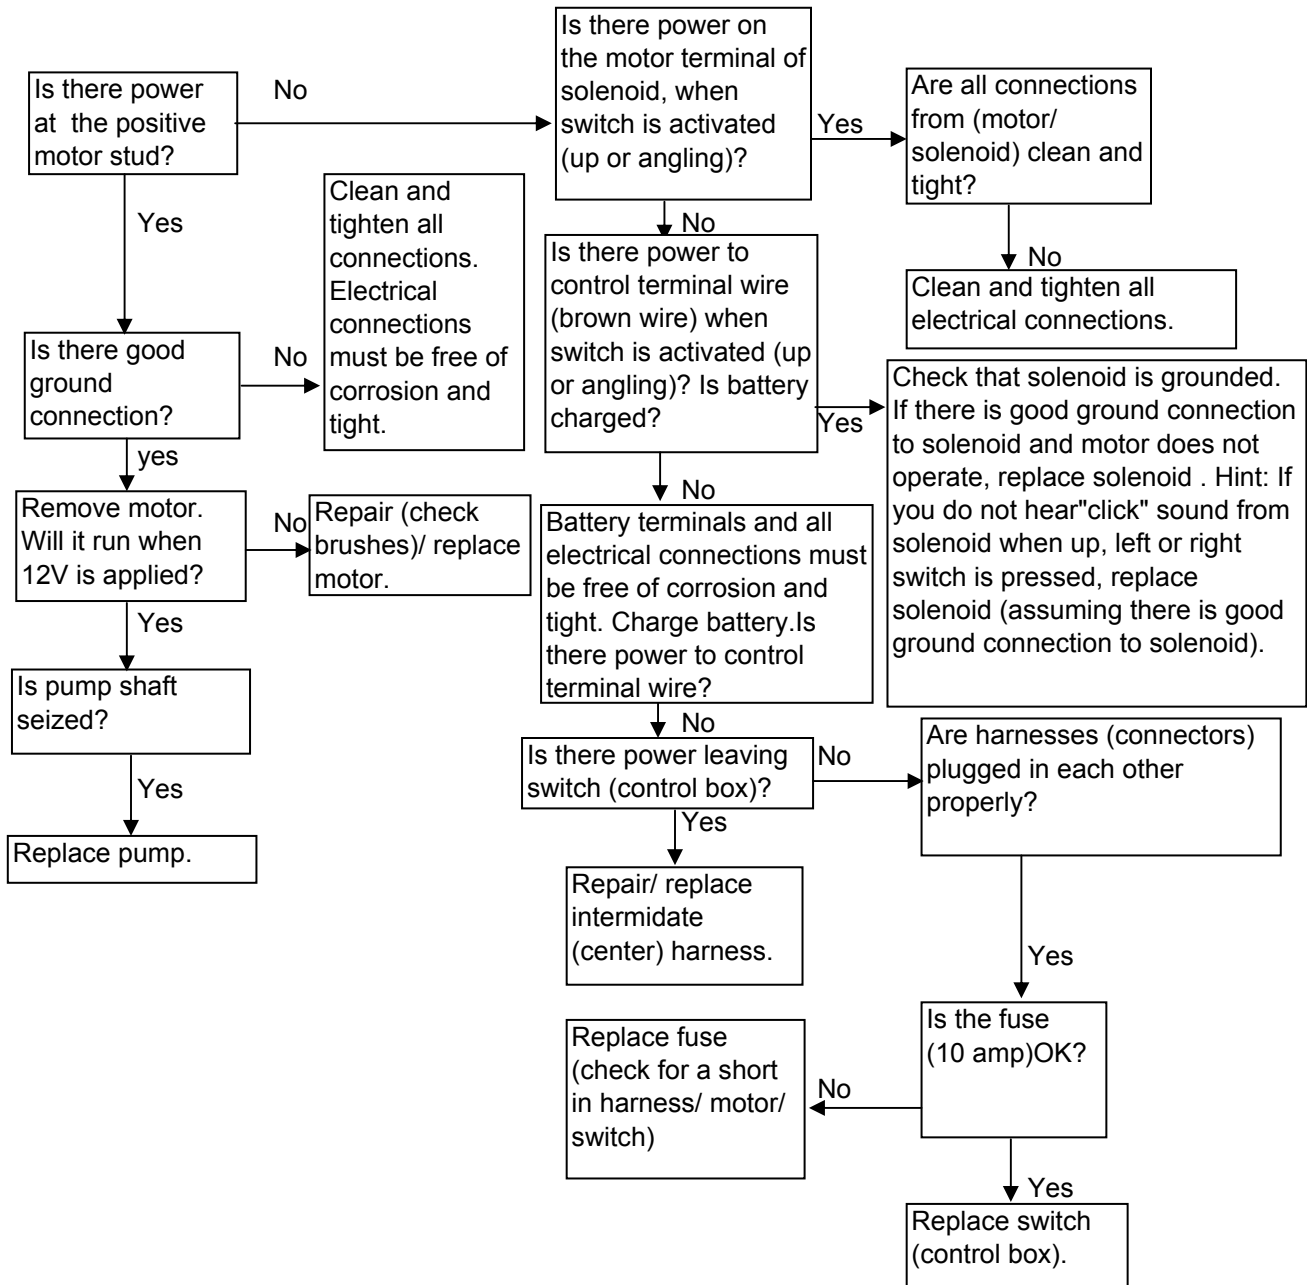 Is there power on
the motor terminal of
solenoid, when
switch is activated
(up or angling)?
Is there power
at  the positive
motor stud?
No
Yes
Are all connections
from (motor/
solenoid) clean and
tight?
Yes
Clean and
tighten all
connections.
Electrical
connections
must be free of
corrosion and
tight.
No
Is there power to
control terminal wire
(brown wire) when
switch is activated (up
or angling)? Is battery
charged?
No
Clean and tighten all
electrical connections.
Is there good
ground
connection?
No
Yes
Check that solenoid is grounded.
If there is good ground connection
to solenoid and motor does not
operate, replace solenoid . Hint: If
you do not hear"click" sound from
solenoid when up, left or right
switch is pressed, replace
solenoid (assuming there is good
ground connection to solenoid).
yes
Remove motor.
Will it run when
12V is applied?
No
Repair (check
brushes)/ replace
motor.
No
Battery terminals and all
electrical connections must
be free of corrosion and
tight. Charge battery.Is
there power to control
terminal wire?
Yes
Is pump shaft
seized?
No
Is there power leaving
switch (control box)?
No
Are harnesses (connectors)
plugged in each other
properly?
Yes
Replace pump.
Yes
Repair/ replace
intermidate
(center) harness.
Yes
Is the fuse
(10 amp)OK?
No
Replace fuse
(check for a short
in harness/ motor/
switch)
Yes
Replace switch
(control box).